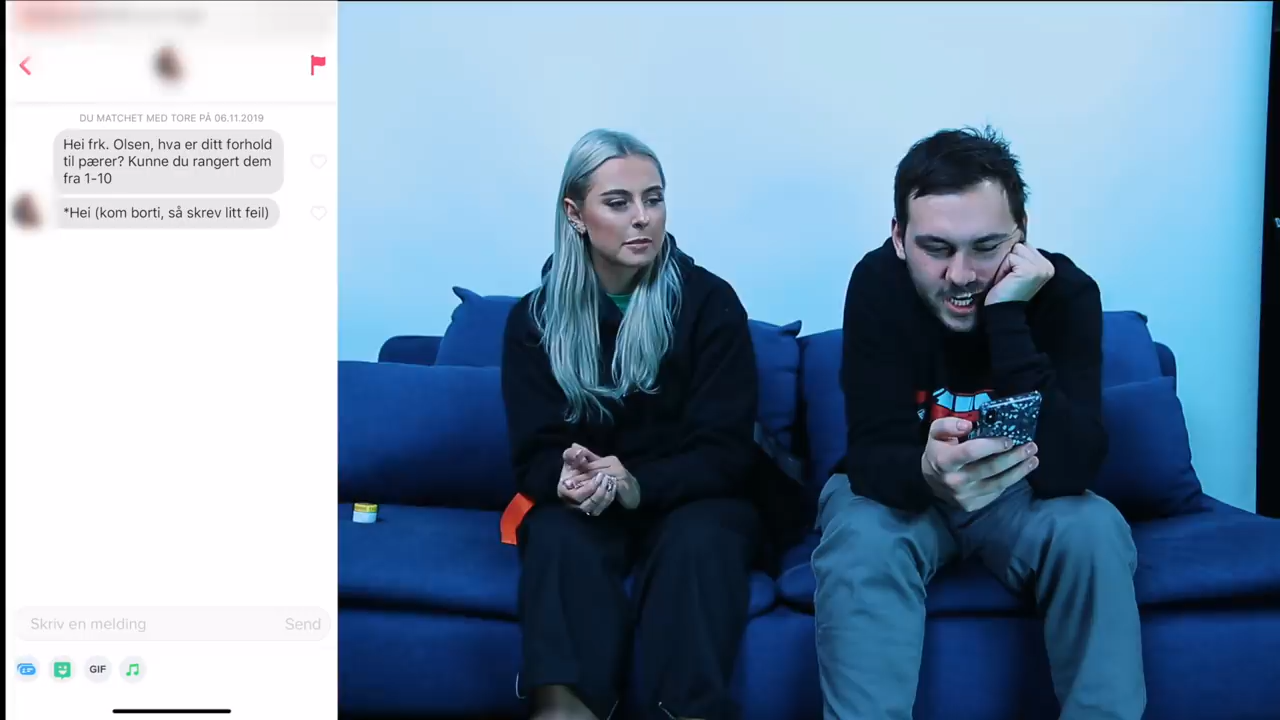 DU MATCHET MED TORE PÅ 06.11.2019
Hei frk. Olsen, hva er ditt forhold
til pærer? Kunne du rangert dem
fra 1-10
*Hei (kom borti, så skrev litt feil)
Skriv en melding
Send
GIF